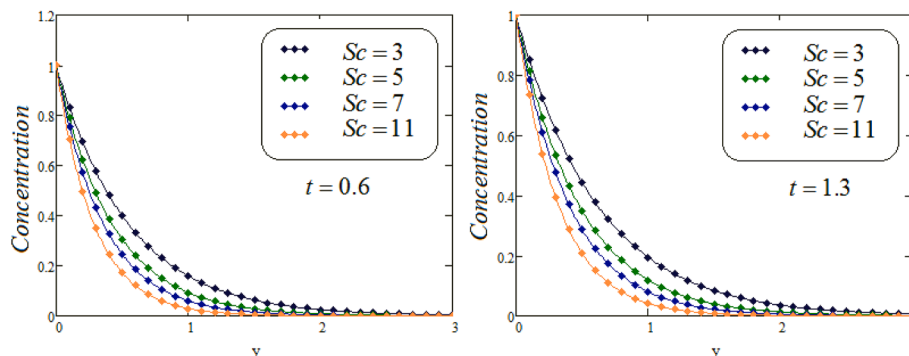 1.2
1
0.8
0.6
0.4
0.2
0
Concentration
Sc = 3
Sc = 5
Sc = 7
Sc = 11
t = 0.6
0
1
2
3
y
1
0.8
0.6
0.4
0.2
0
Concentration
Sc = 3
Sc = 5
Sc = 7
Sc = 11
t = 1.3
0
1
2
y